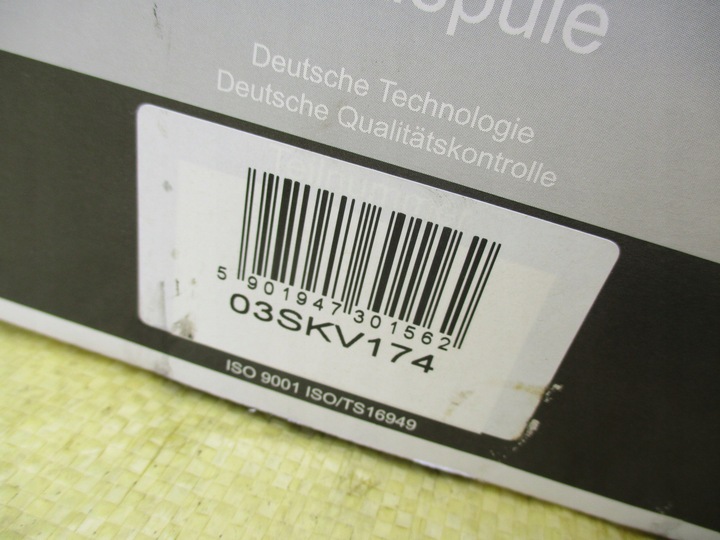 Deutsche Technologie
Deutsche Qualitätskontrolle
5 901947 301562
03SKV174
ISO 9001 ISO/TS16949